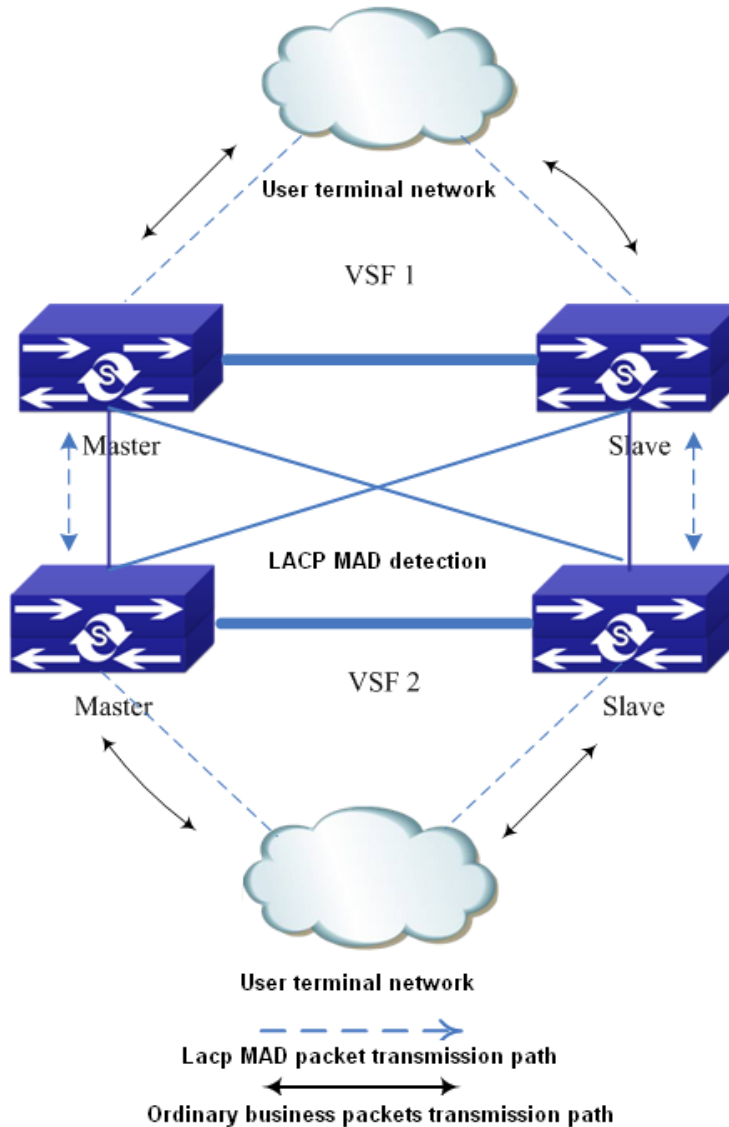 User terminal network
VSF 1
Master
Slave
LACP MAD detection
VSF 2
Master
Slave
User terminal network
Lacp MAD packet transmission path
Ordinary business packets transmission path